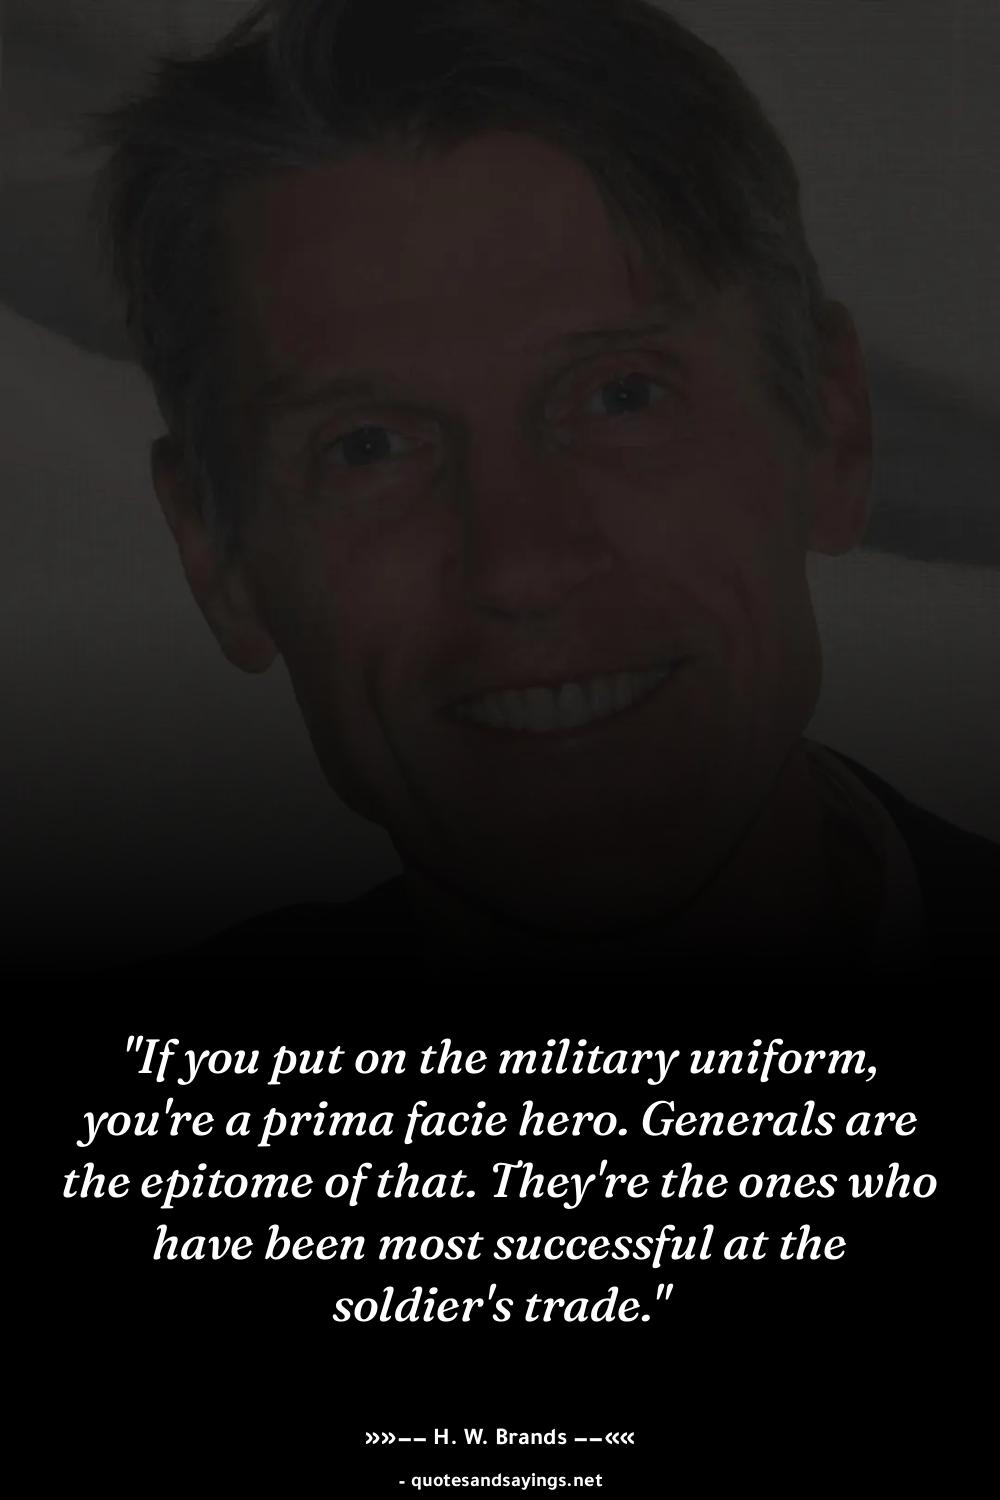 "If you put on the military uniform,
you're a prima facie hero. Generals are
the epitome of that. They're the ones who
have been most successful at the
soldier's trade."
»»–– H. W. Brands ––««
- quotesandsayings.net